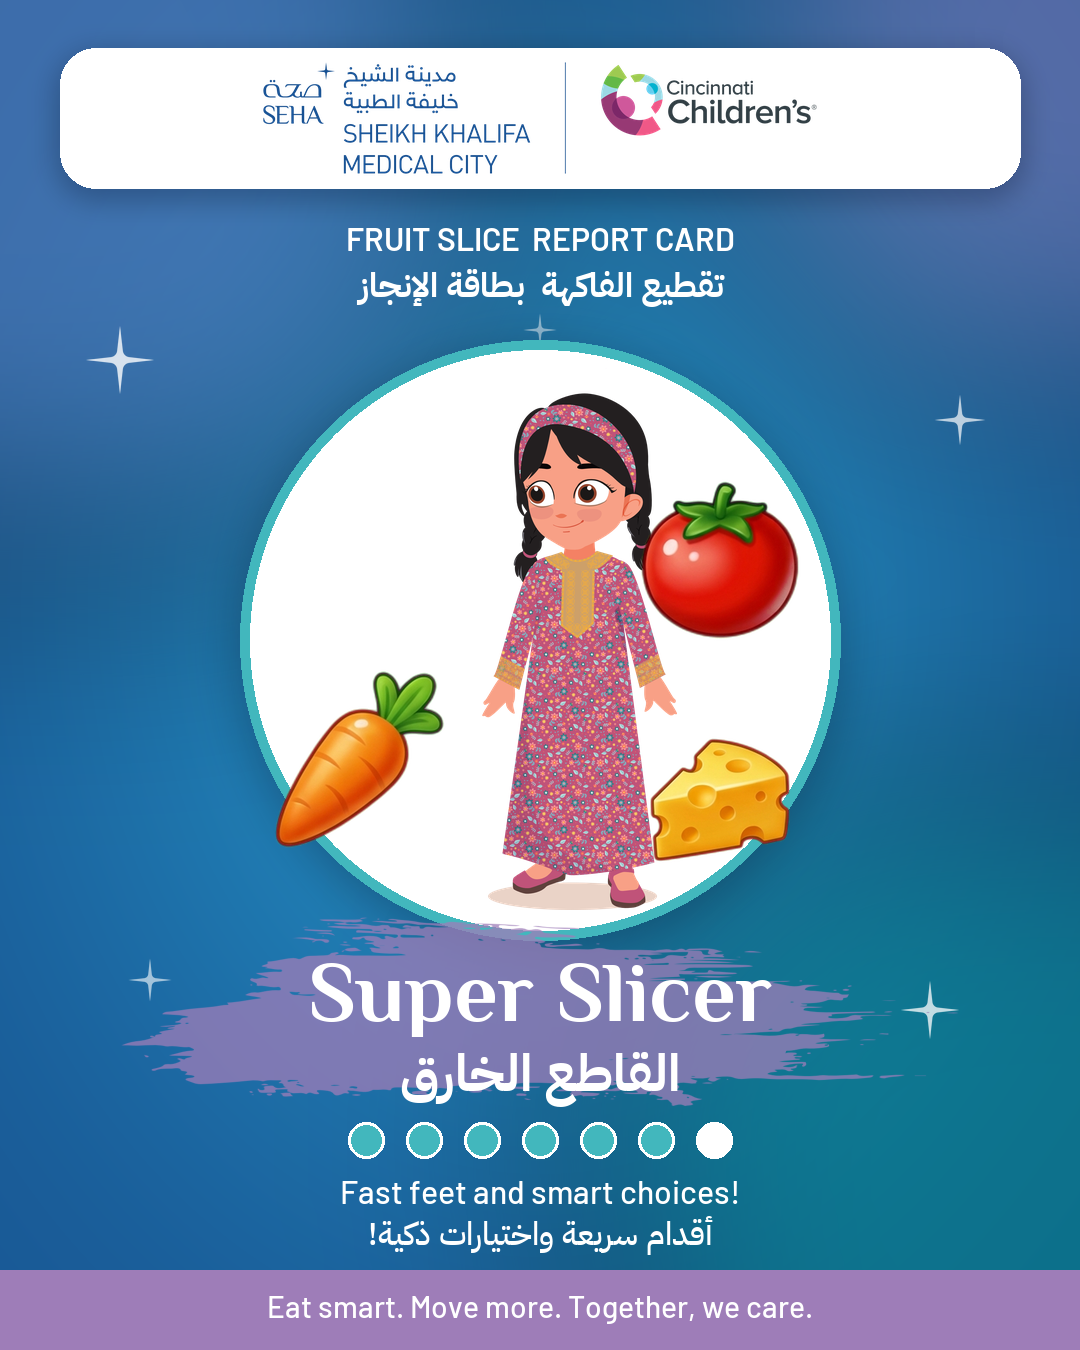 صحة
SEHA
مدينة الشيخ
خليفة الطبية
SHEIKH KHALIFA
MEDICAL CITY
Cincinnati
Children's®
FRUIT SLICE REPORT CARD
تقطيع الفاكهة بطاقة الإنجاز
Super Slicer
القاطع الخارق
Fast feet and smart choices!
أقدام سريعة واختيارات ذكية!
Eat smart. Move more. Together, we care.